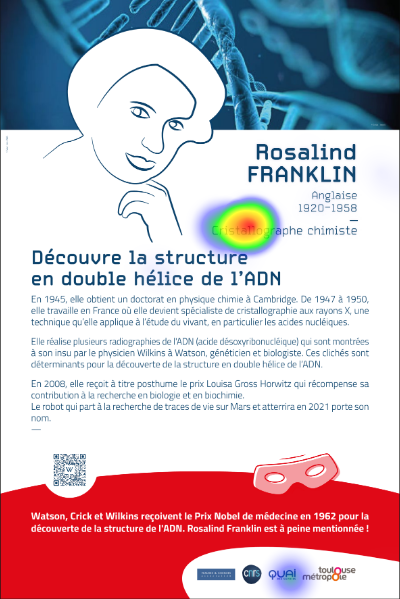 Rosalind
FRANKLIN
Anglaise
1920-1958
Cristallographe chimiste
Découvre la structure
en double hélice de l'ADN
En 1945, elle obtient un doctorat en physique chimie à Cambridge. De 1947 à 1950,
elle travaille en France où elle devient spécialiste de cristallographie aux rayons X, une
technique qu'elle applique à l'étude du vivant, en particulier les acides nucléiques.
Elle réalise plusieurs radiographies de l'ADN (acide désoxyribonucléique) qui sont montrées
à son insu par le physicien Wilkins à Watson, généticien et biologiste. Ces clichés sont
déterminants pour la découverte de la structure en double hélice de l'ADN.
En 2008, elle reçoit à titre posthume le prix Louisa Gross Horwitz qui récompense sa
contribution à la recherche en biologie et en biochimie.
Le robot qui part à la recherche de traces de vie sur Mars et atterrira en 2021 porte son
nom.
W
Watson, Crick et Wilkins reçoivent le Prix Nobel de médecine en 1962 pour la
découverte de la structure de l'ADN. Rosalind Franklin est à peine mentionnée !
cnrs
QUAI
toulouse
métropole